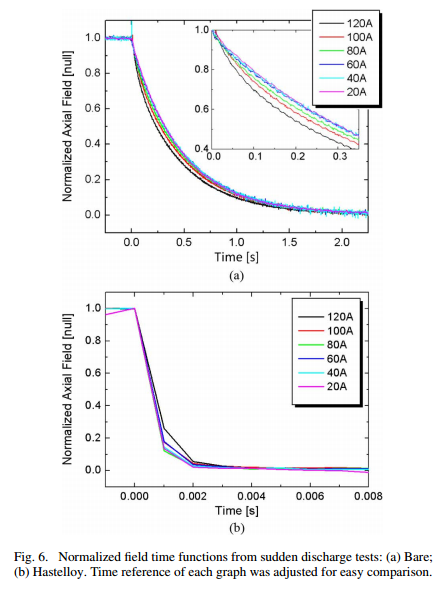 120A
100A
80A
60A
40A
20A
Normalized Axial Field [null]
1.0
0.8
0.6
0.4
0.2
0.0
1.0
0.8
0.6
0.4
0.0 0.1 0.2 0.3
0.0 0.5 1.0 1.5 2.0
Time [s]
(a)
Normalized Axial Field [null]
1.0
0.8
0.6
0.4
0.2
0.0
120A
100A
80A
60A
40A
20A
0.000 0.002 0.004 0.006 0.008
Time [s]
(b)
Fig. 6. Normalized field time functions from sudden discharge tests: (a) Bare;
(b) Hastelloy. Time reference of each graph was adjusted for easy comparison.